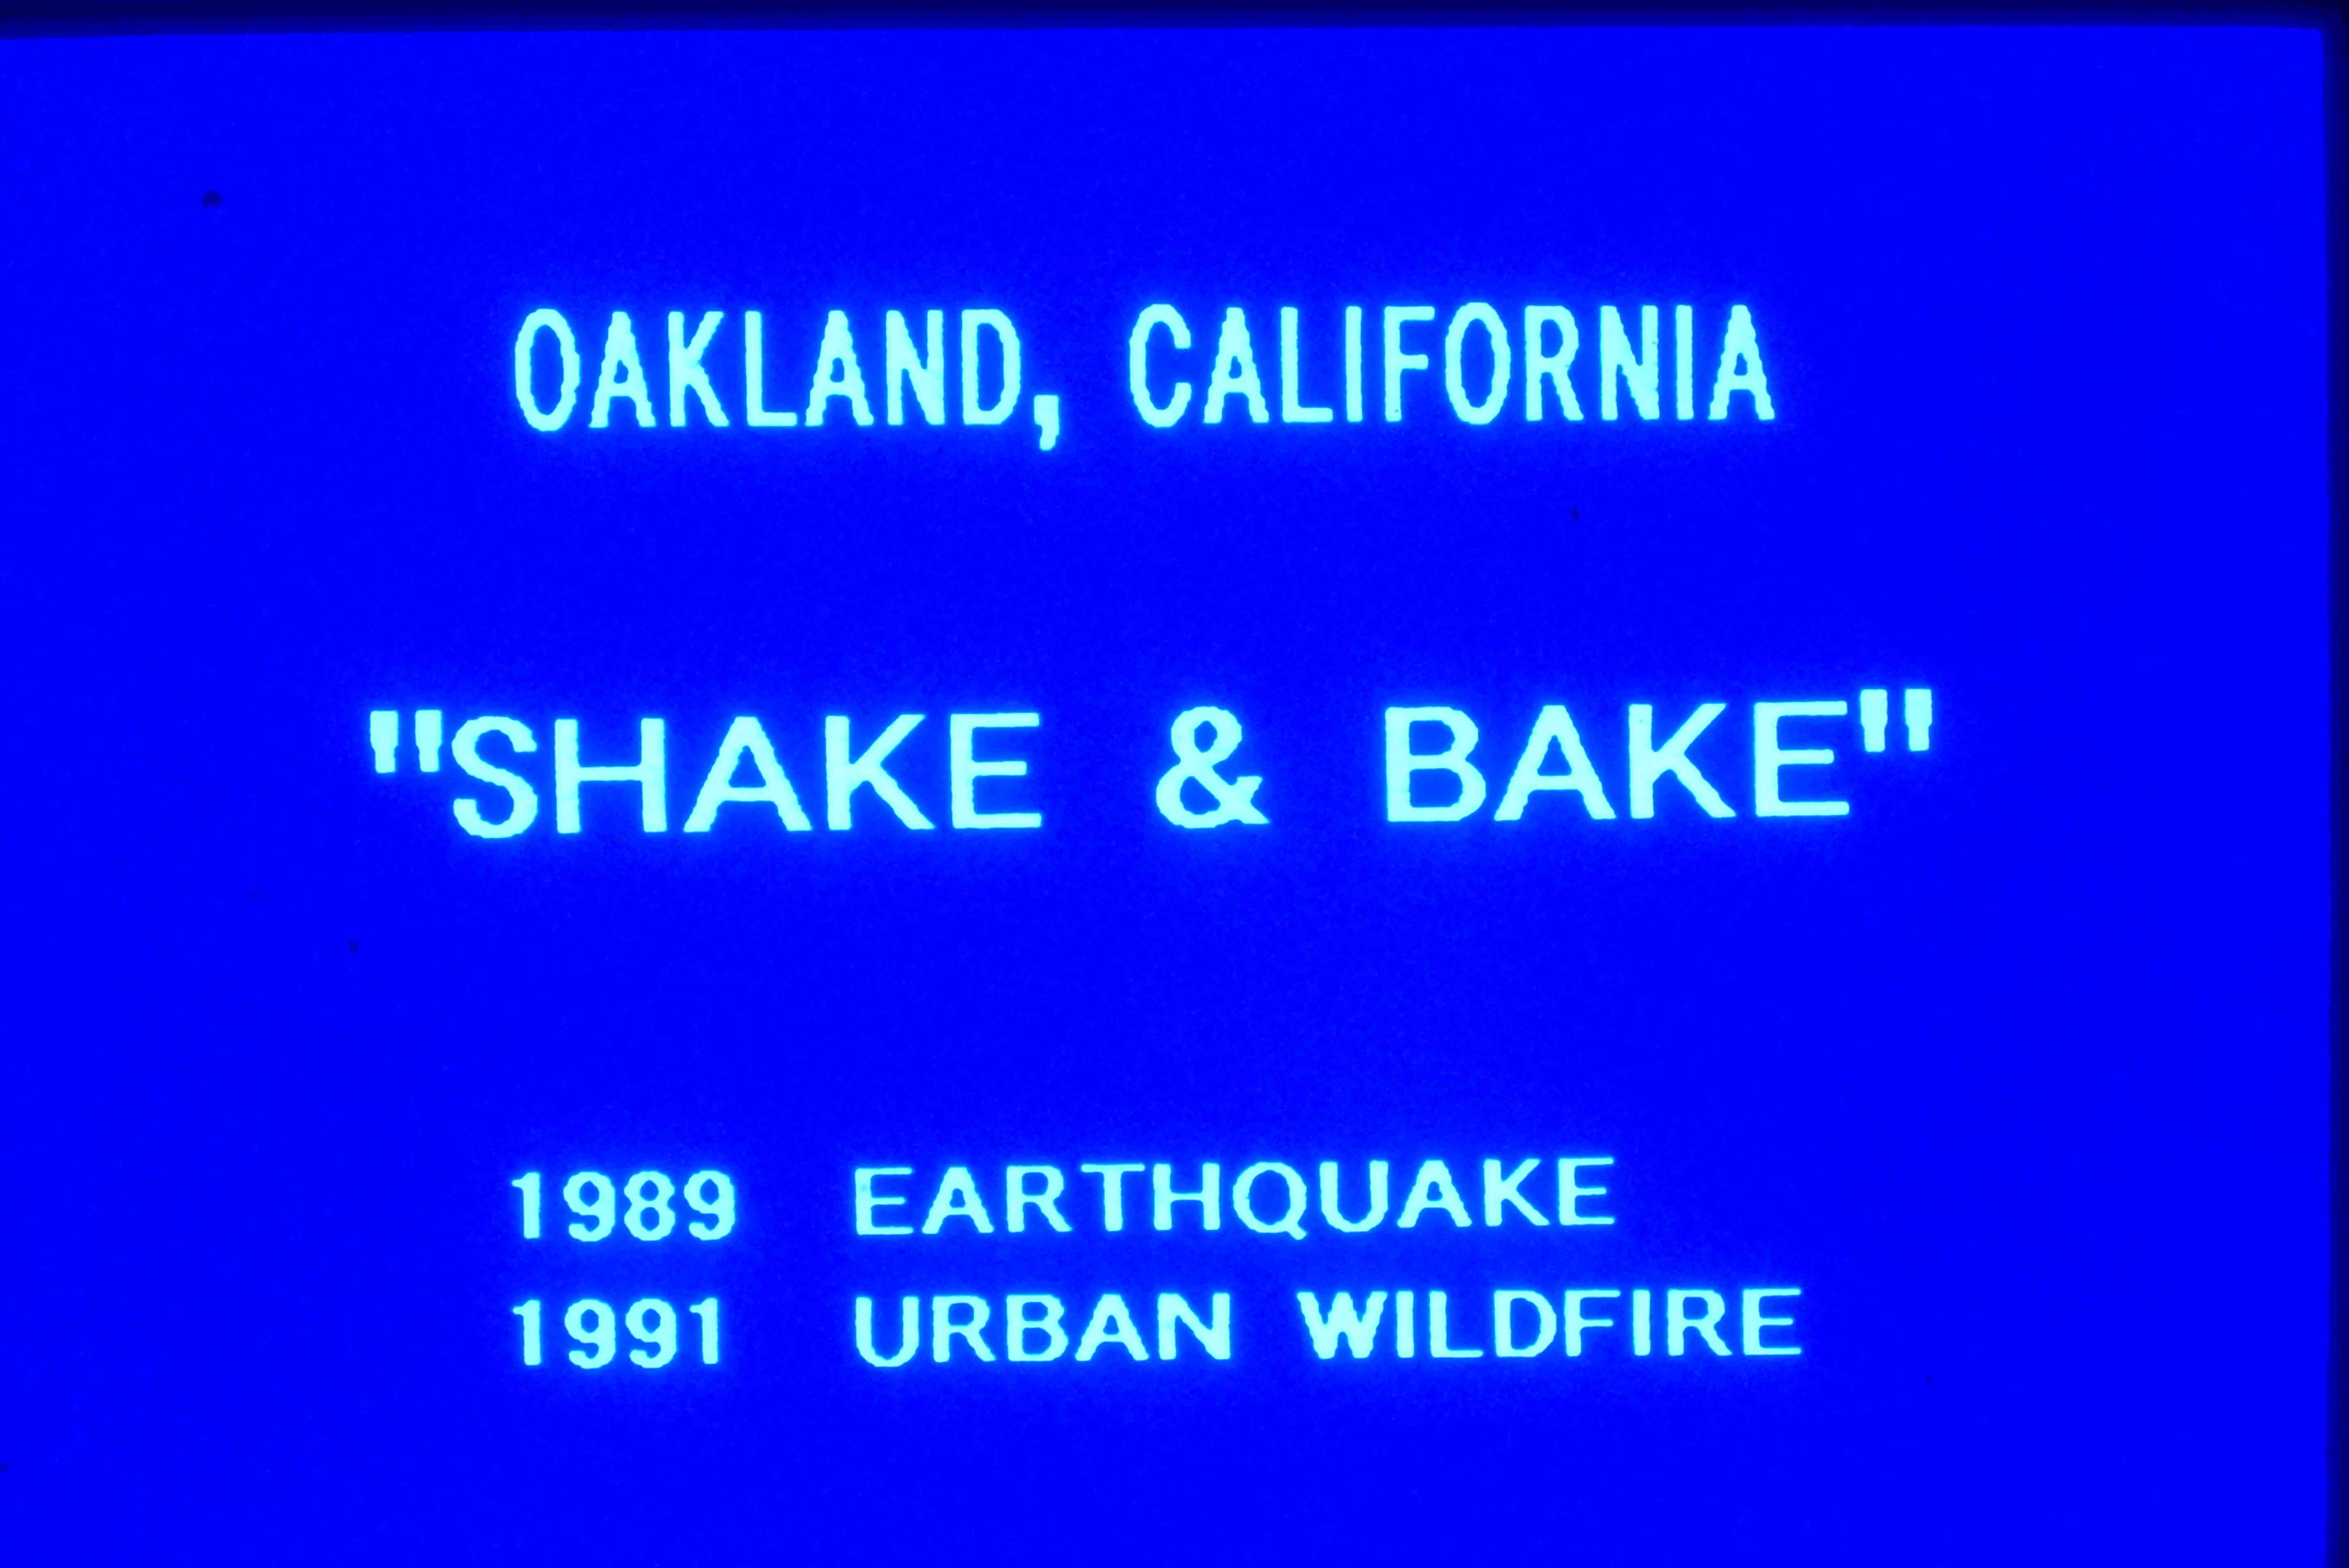 OAKLAND, CALIFORNIA
"SHAKE & BAKE"
1989 EARTHQUAKE
1991 URBAN WILDFIRE